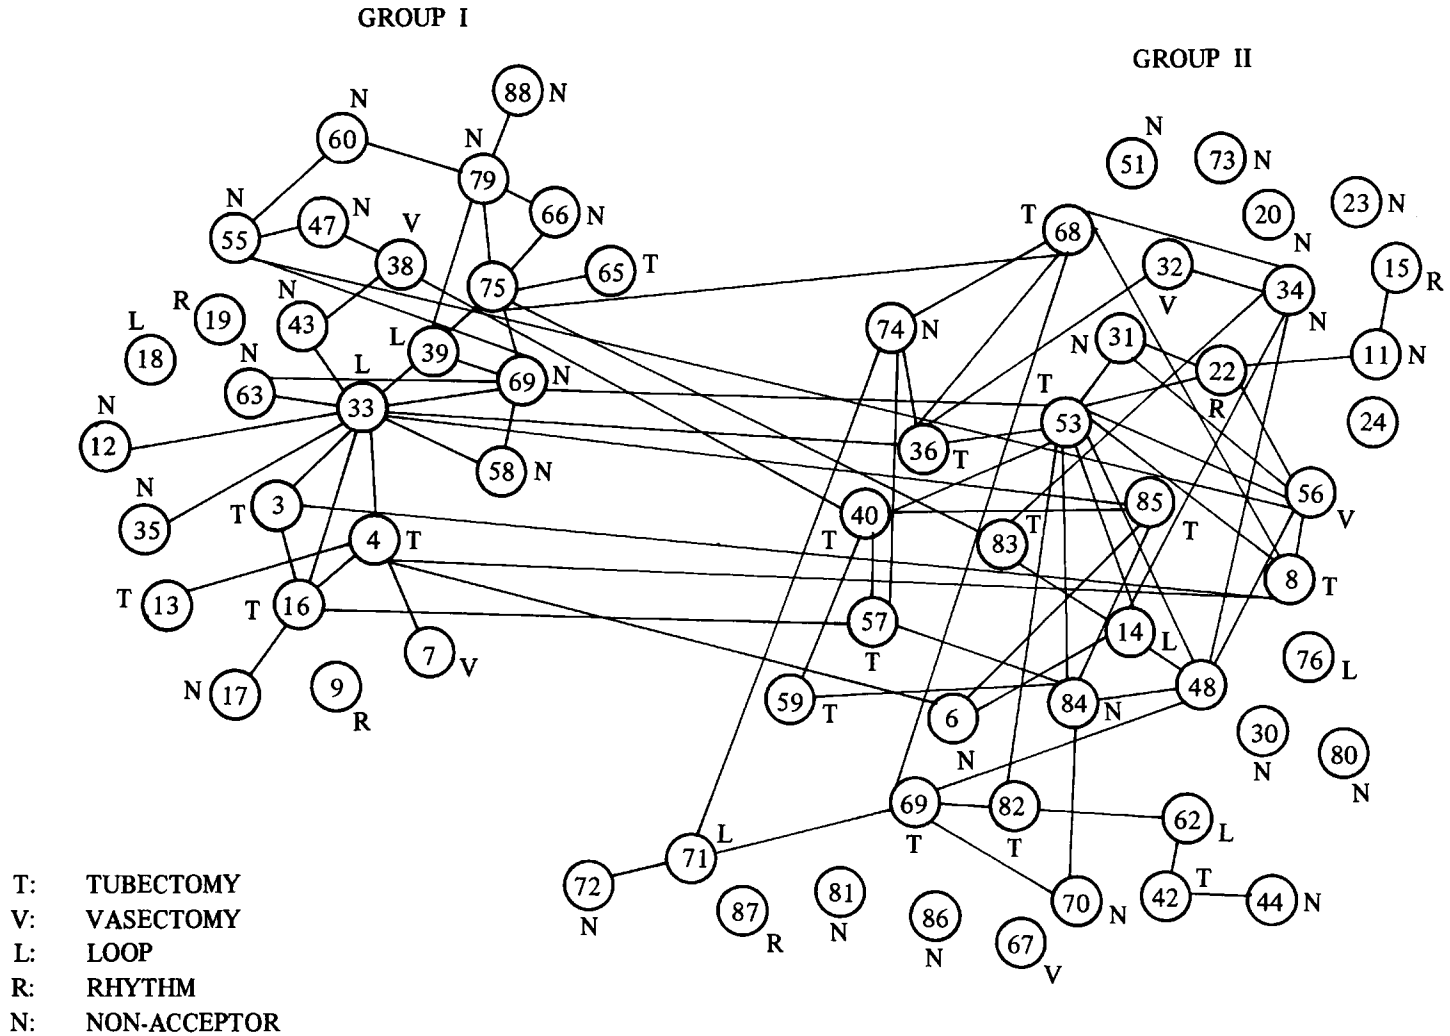 GROUP I
GROUP II
88 N
N
60
N
79
N
51
73 N
N
55
47 N
66 N
V
38
T 68
20
N
23 N
75
65 T
32
V
34
N
15 R
R 19
N
43
L
18
L
39
74 N
N 31
11 N
N
63
L
33
69 N
22
R
T
53
24
N
12
36 T
58 N
N
35
T 3
4 T
40
T
83
T
85
T
56
V
8 T
T 13
T 16
57
T
14 L
7 V
76 L
N 17
9
R
59 T
6
N
84 N
48
30
N
80
N
69
T
82
T
62 L
71 L
72
N
87 R
81
N
86
N
67 V
70 N
42 T
44 N
T: TUBECTOMY
V: VASECTOMY
L: LOOP
R: RHYTHM
N: NON-ACCEPTOR